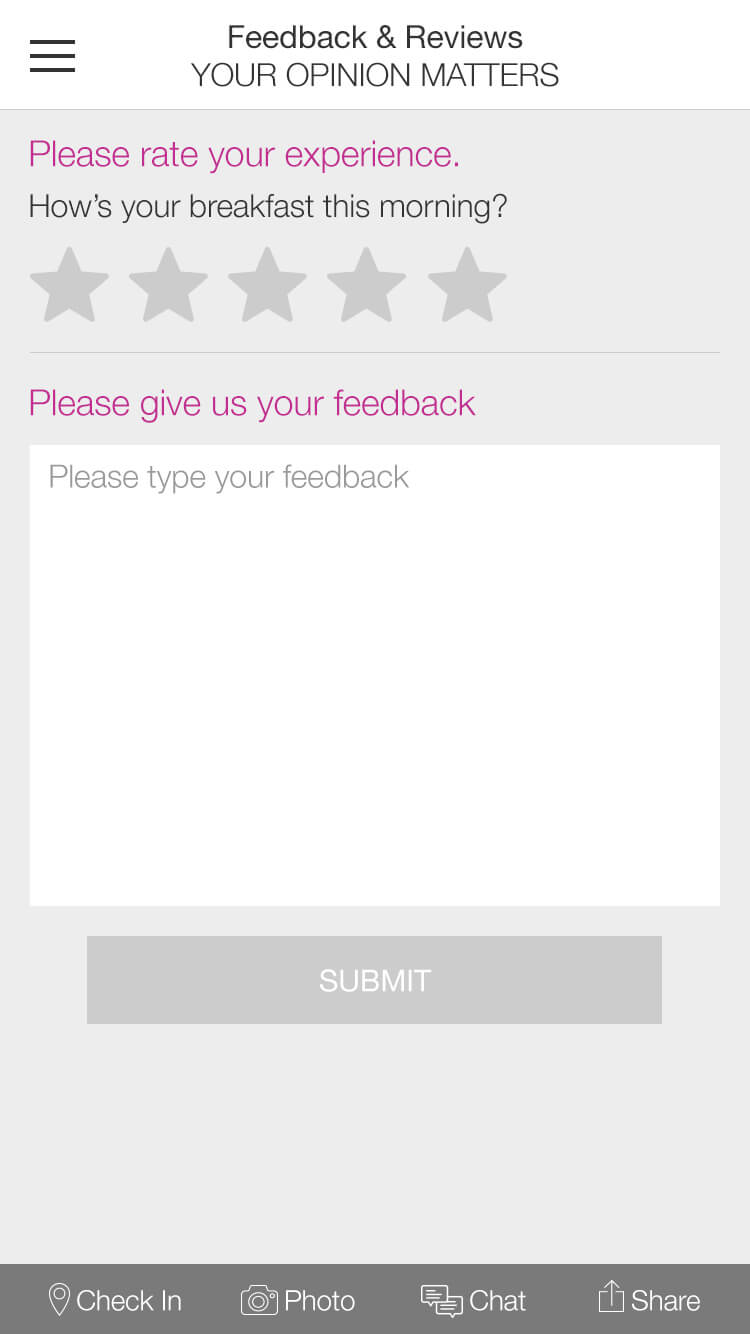 Feedback & Reviews
YOUR OPINION MATTERS
Please rate your experience.
How’s your breakfast this morning?
Please give us your feedback
Please type your feedback
SUBMIT
Check In
Photo
Chat
Share